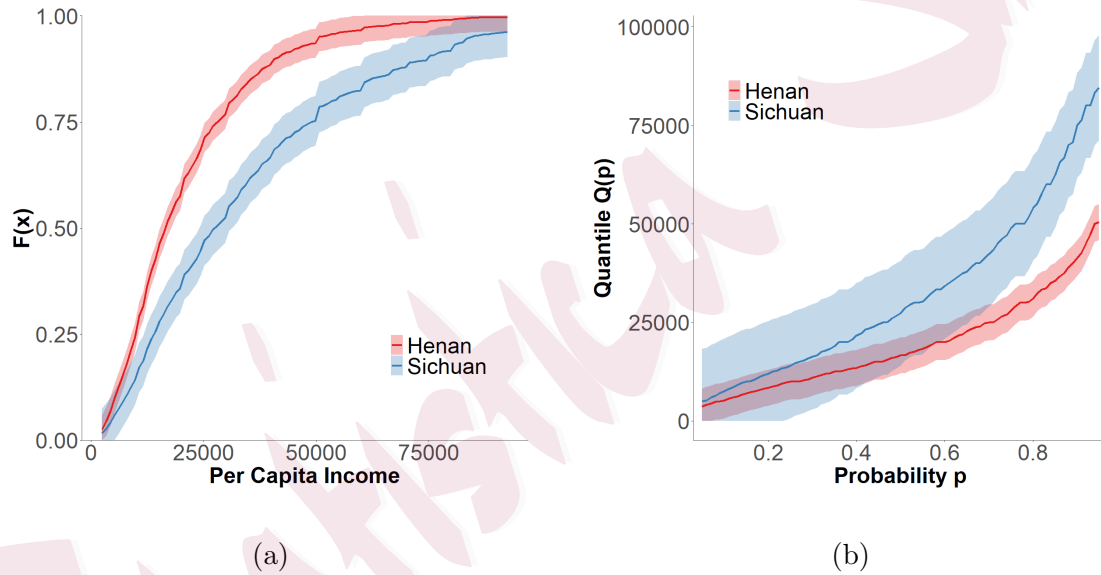 1.00
0.75
0.50
0.25
0.00
F(x)
0
25000
50000
75000
Per Capita Income
Henan
Sichuan
(a)
100000
75000
50000
25000
0
Quantile Q(p)
0.2
0.4
0.6
0.8
Probability p
Henan
Sichuan
(b)